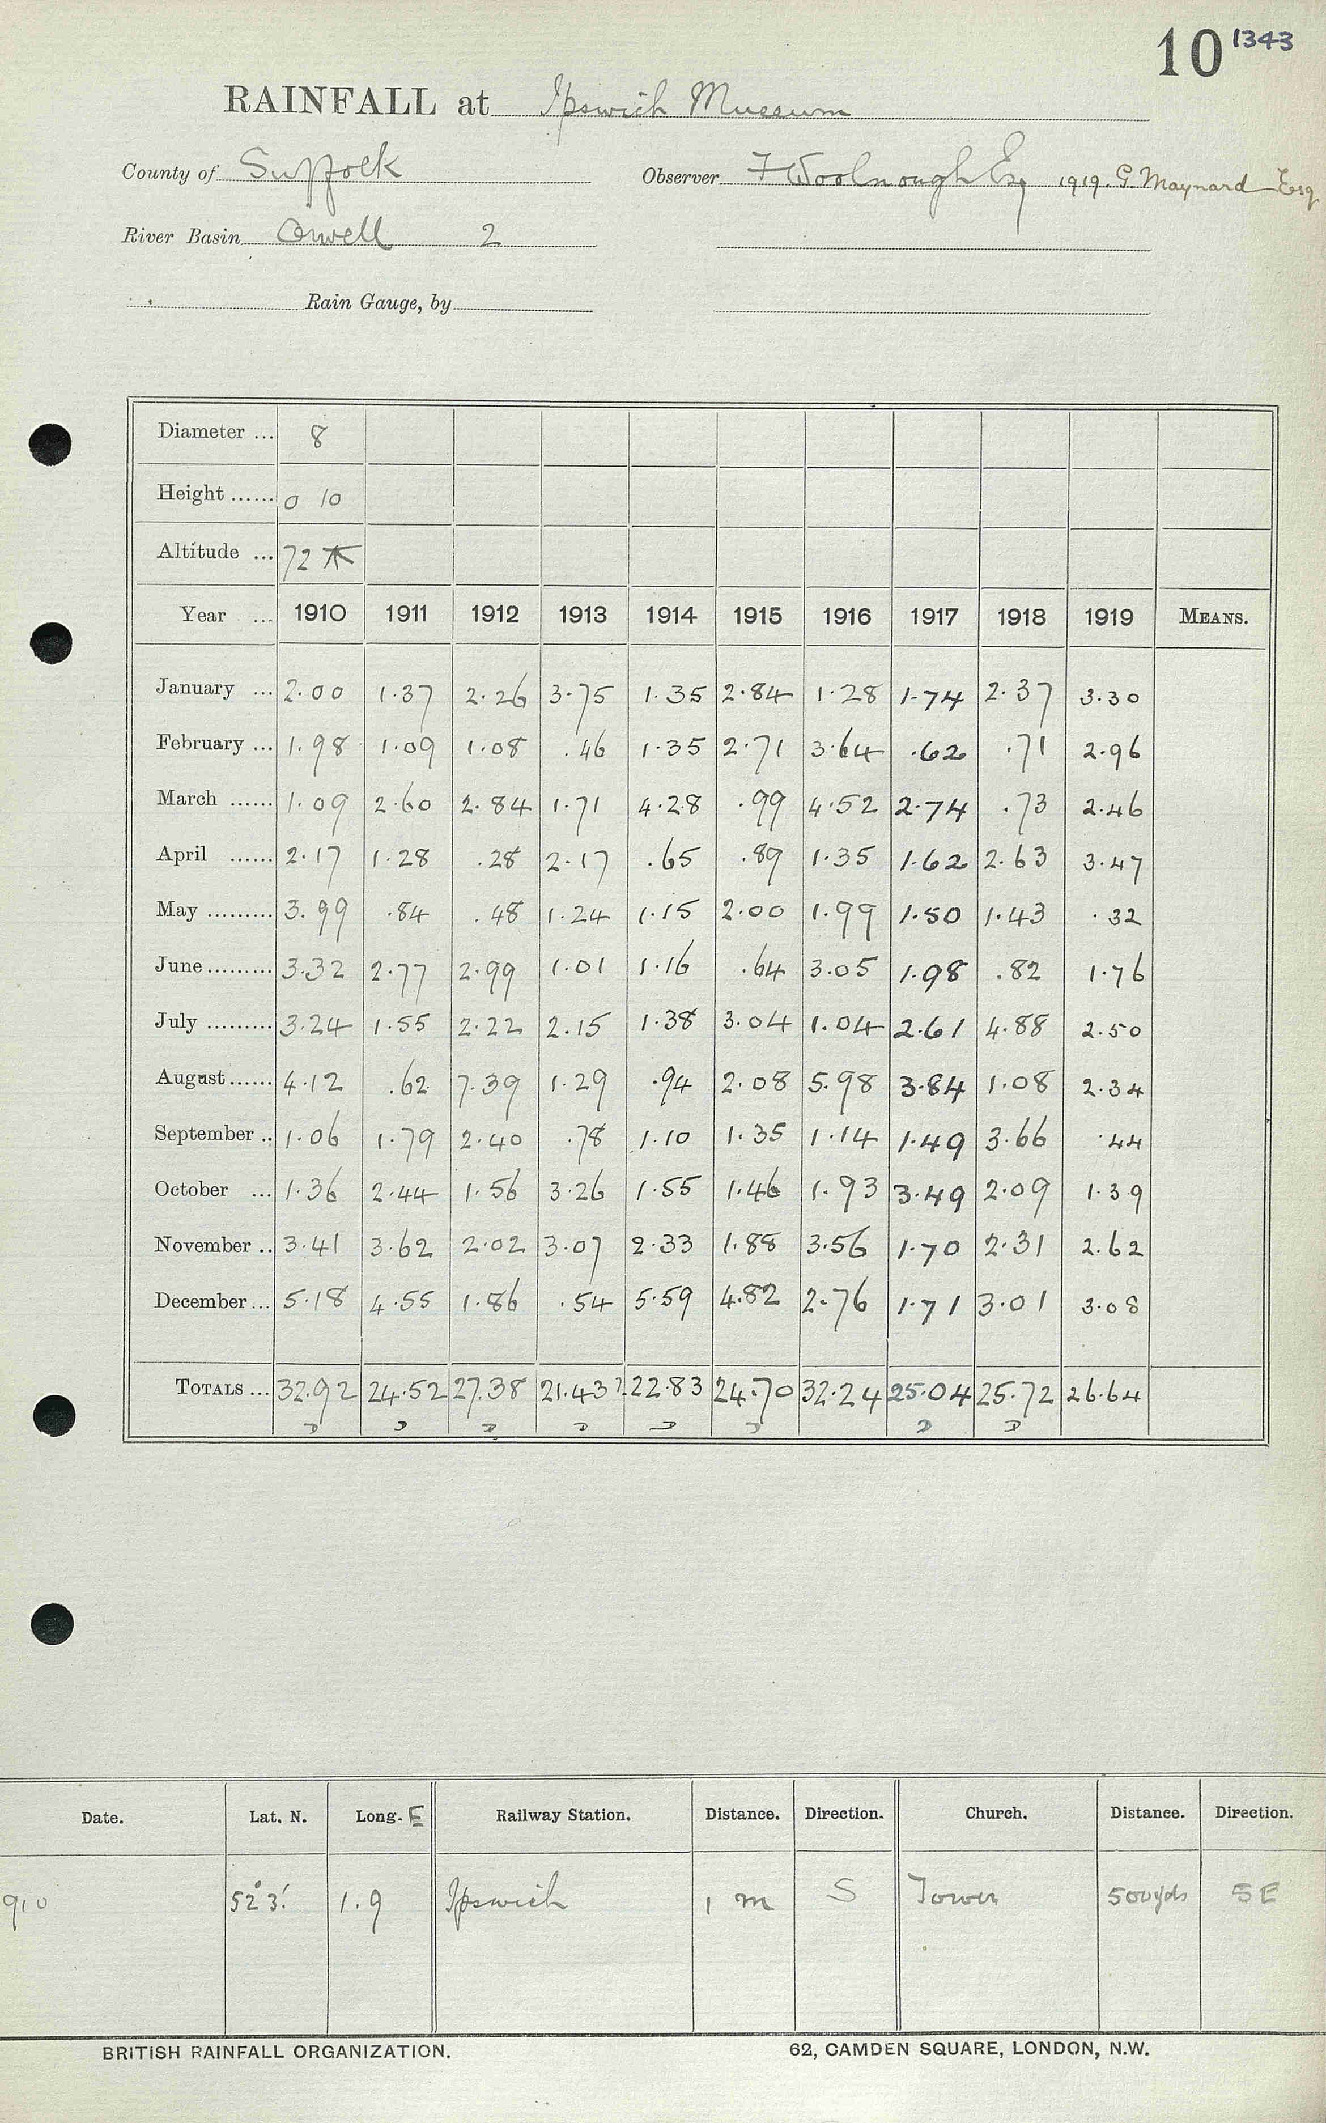 10 1343
RAINFALL at Ipswich Museum
County of Suffolk Observer F Woolnough Esq 1919. G. Maynard Esq
River Basin Orwell 2
Rain Gauge, by
Diameter ... 8
Height ...... 0 10
Altitude ... 72
Year ... 1910 1911 1912 1913 1914 1915 1916 1917 1918 1919 MEANS.
January ... 2.00 1.37 2.26 3.75 1.35 2.84 1.28 1.74 2.37 3.30
February ... 1.98 1.09 1.08 .46 1.35 2.71 3.64 .62 .71 2.96
March ...... 1.09 2.60 2.84 1.71 4.28 .99 4.52 2.74 .73 2.46
April ...... 2.17 1.28 .28 2.17 .65 .89 1.35 1.62 2.63 3.47
May ......... 3.99 .84 .48 1.24 1.15 2.00 1.99 1.50 1.43 .32
June ......... 3.32 2.77 2.99 1.01 1.16 .64 3.05 1.98 .82 1.76
July ......... 3.24 1.55 2.22 2.15 1.38 3.04 1.04 2.61 4.88 2.50
August ...... 4.12 .62 7.39 1.29 .94 2.08 5.98 3.84 1.08 2.34
September .. 1.06 1.79 2.40 .78 1.10 1.35 1.14 1.49 3.66 .44
October ... 1.36 2.44 1.56 3.26 1.55 1.46 1.93 3.49 2.09 1.39
November .. 3.41 3.62 2.02 3.07 2.33 1.88 3.56 1.70 2.31 2.62
December ... 5.18 4.55 1.86 .54 5.59 4.82 2.76 1.71 3.01 3.08
TOTALS ... 32.92 24.52 27.38 21.43? 22.83 24.70 32.24 25.04 25.72 26.64
Date. Lat. N. Long. E Railway Station. Distance. Direction. Church. Distance. Direction.
910 52°3' 1.9 Ipswich 1 m S Tower 500yds SE
BRITISH RAINFALL ORGANIZATION. 62, CAMDEN SQUARE, LONDON, N.W.